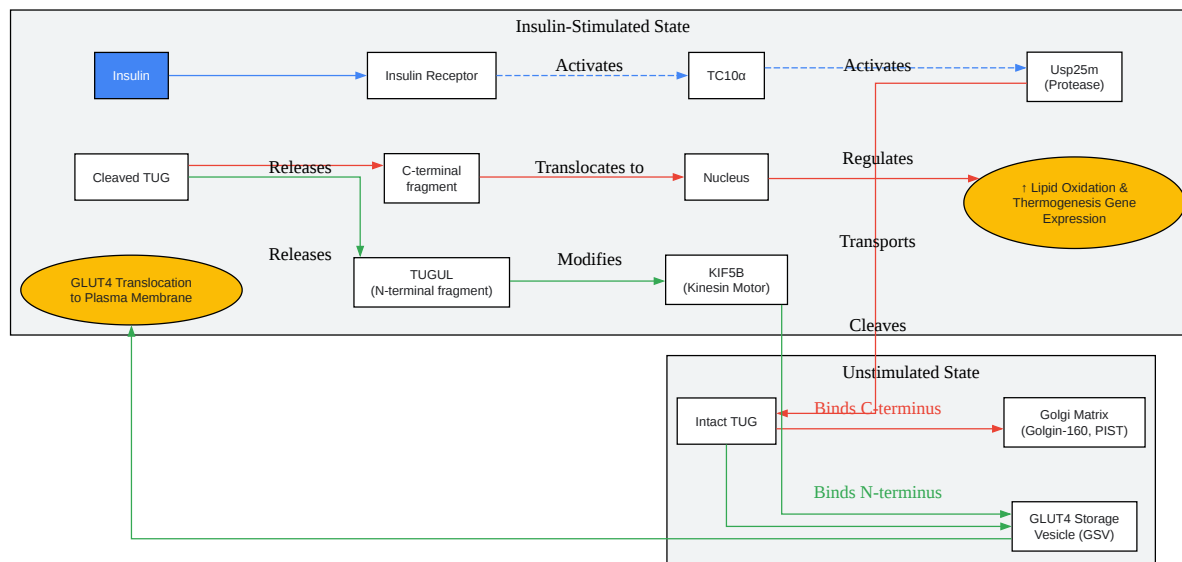 Insulin-Stimulated State
Insulin
Insulin Receptor
Activates
TC10α
Activates
Usp25m
(Protease)
Cleaved TUG
Releases
C-terminal
fragment
Translocates to
Nucleus
Regulates
↑ Lipid Oxidation &
Thermogenesis Gene
Expression
Transports
Releases
GLUT4 Translocation
to Plasma Membrane
TUGUL
(N-terminal fragment)
Modifies
KIF5B
(Kinesin Motor)
Cleaves
Unstimulated State
Intact TUG
Binds C-terminus
Golgi Matrix
(Golgin-160, PIST)
Binds N-terminus
GLUT4 Storage
Vesicle (GSV)